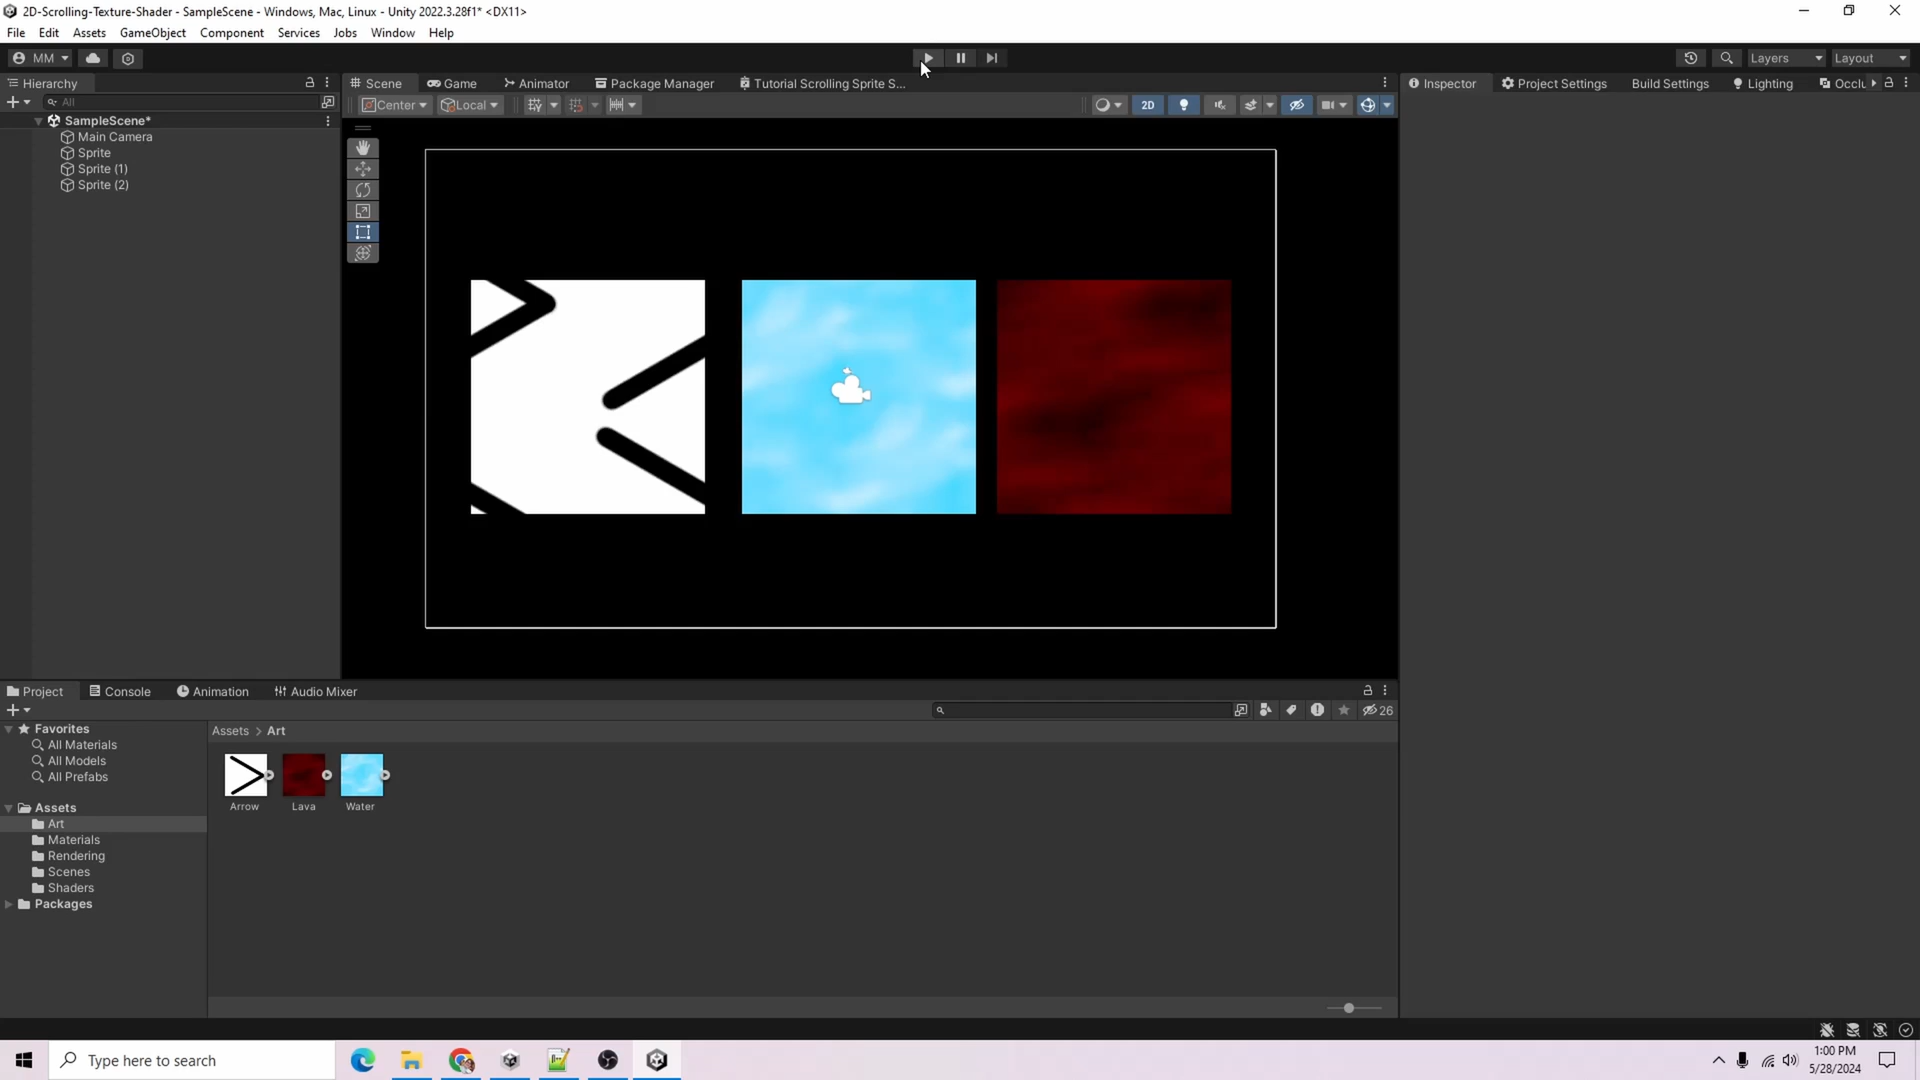 2D-Scrolling-Texture-Shader - SampleScene - Windows, Mac, Linux - Unity 2022.3.28f1* <DX11>
File Edit Assets GameObject Component Services Jobs Window Help
MM Layers Layout
Hierarchy Scene Game Animator Package Manager Tutorial Scrolling Sprite S... Inspector Project Settings Build Settings Lighting Occlu
All Center Local 2D
SampleScene*
Main Camera
Sprite
Sprite (1)
Sprite (2)
Project Console Animation Audio Mixer
26
Favorites
All Materials
All Models
All Prefabs
Assets
Art
Materials
Rendering
Scenes
Shaders
Packages
Assets > Art
Arrow Lava Water
Type here to search
1:00 PM
5/28/2024